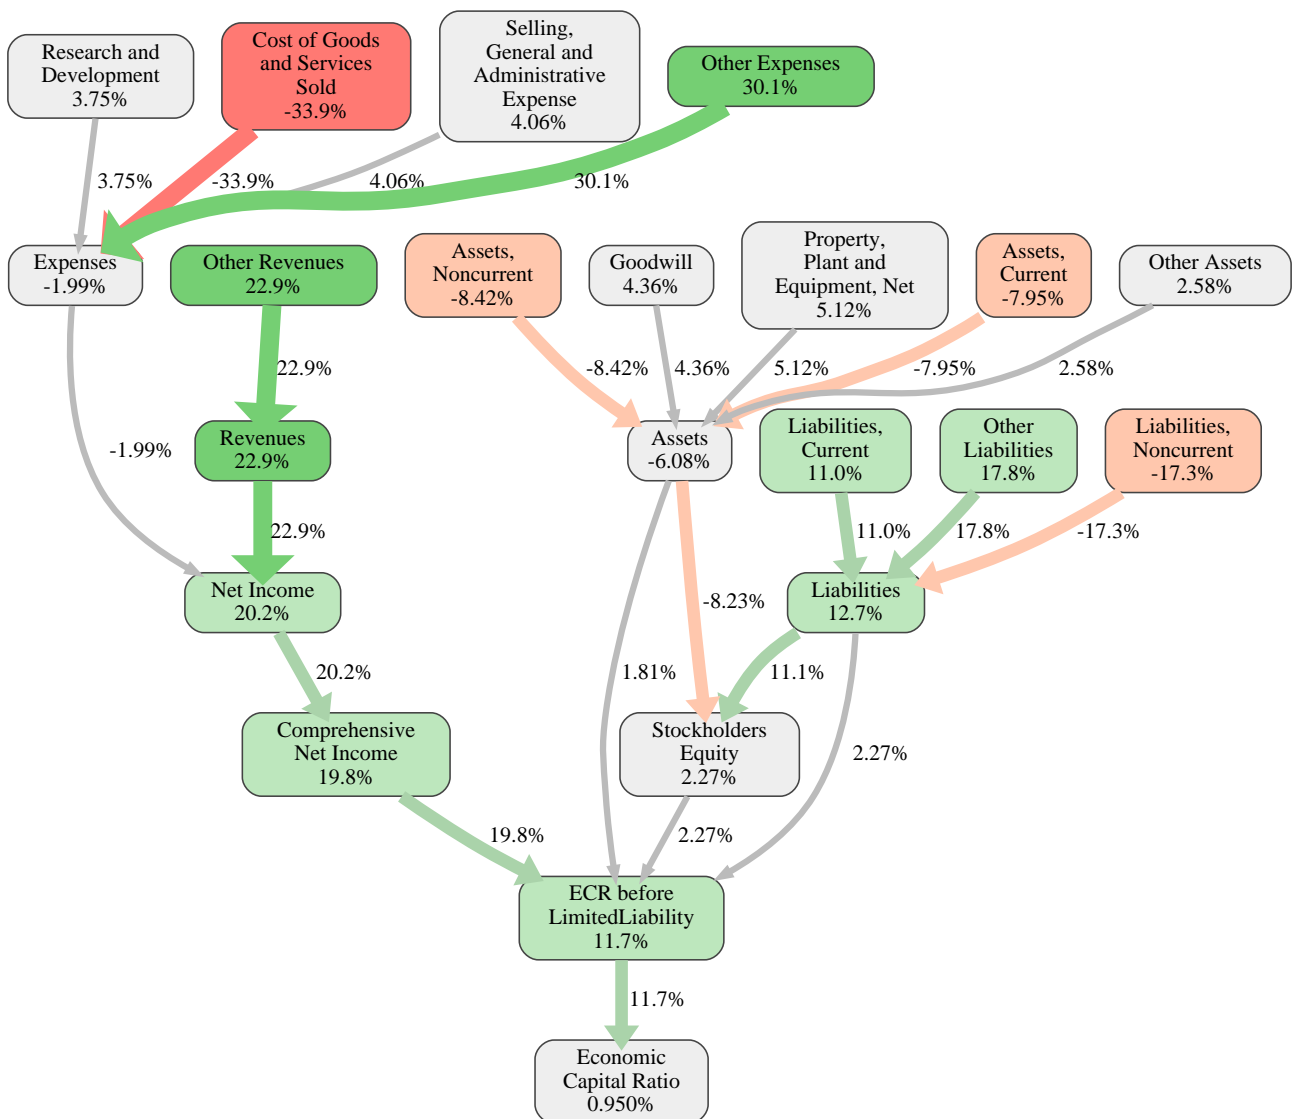 Research and
Development
3.75%
Cost of Goods
and Services
Sold
-33.9%
Selling,
General and
Administrative
Expense
4.06%
Other Expenses
30.1%
3.75%
-33.9%
4.06%
30.1%
Expenses
-1.99%
Other Revenues
22.9%
Assets,
Noncurrent
-8.42%
Goodwill
4.36%
Property,
Plant and
Equipment, Net
5.12%
Assets,
Current
-7.95%
Other Assets
2.58%
22.9%
-8.42%
4.36%
5.12%
-7.95%
2.58%
-1.99%
Revenues
22.9%
Assets
-6.08%
Liabilities,
Current
11.0%
Other
Liabilities
17.8%
Liabilities,
Noncurrent
-17.3%
22.9%
11.0%
17.8%
-17.3%
Net Income
20.2%
-8.23%
Liabilities
12.7%
20.2%
1.81%
11.1%
Comprehensive
Net Income
19.8%
Stockholders
Equity
2.27%
2.27%
19.8%
2.27%
ECR before
LimitedLiability
11.7%
11.7%
Economic
Capital Ratio
0.950%